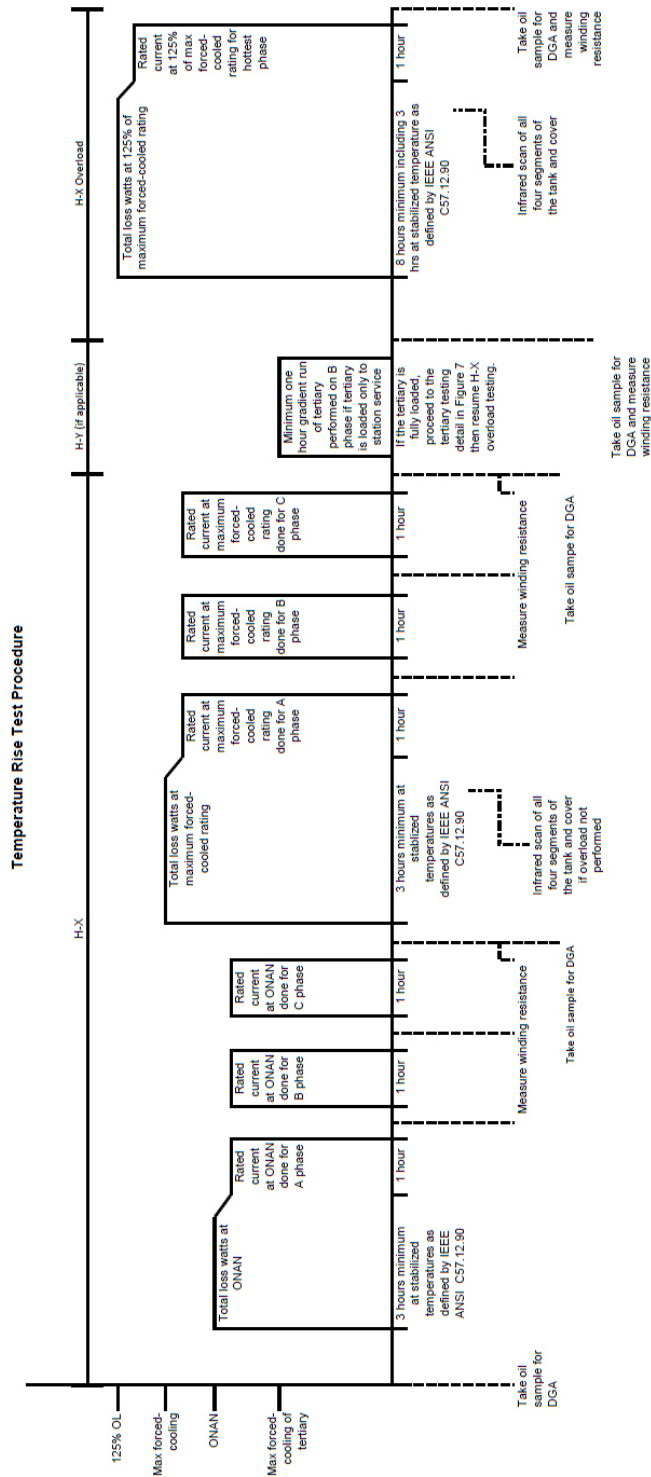 Temperature Rise Test Procedure
H-X
H-Y (if applicable)
H-X Overload
125% OL
Max forced-
cooling
ONAN
Max forced-
cooling of
tertiary
Total loss watts at
ONAN
Rated
current
at ONAN
done for
A phase
Rated
current
at ONAN
done for
B phase
Rated
current
at ONAN
done for
C phase
Total loss watts at
maximum forced-
cooled rating
Rated
current at
maximum
forced-
cooled
rating
done for A
phase
Rated
current at
maximum
forced-
cooled
rating
done for B
phase
Rated
current at
maximum
forced-
cooled
rating
done for C
phase
Minimum one
hour gradient run
of tertiary
performed on B
phase if tertiary
is loaded only to
station service
Total loss watts at 125% of
maximum forced-cooled rating
Rated
current
at 125%
of max
forced-
cooled
rating for
hottest
phase
3 hours minimum
at stabilized
temperatures as
defined by IEEE
ANSI C57.12.90
1 hour
1 hour
1 hour
3 hours minimum at
stablized
temperatures as
defined by IEEE ANSI
C57.12.90
1 hour
1 hour
1 hour
If the tertiary is
fully loaded,
proceed to the
tertiary testing
detail in Figure 7
then resume H-X
overload testing.
8 hours minimum including 3
hrs at stabilized temperature as
defined by IEEE ANSI
C57.12.90
1 hour
Take oil
sample for
DGA
Measure winding resistance
Take oil sample for DGA
Infrared scan of all
four segments of
the tank and cover
if overload not
performed
Measure winding resistance
Take oil sampe for DGA
Take oil sample for
DGA and measure
winding resistance
Infrared scan of all
four segments of
the tank and cover
Take oil
sample for
DGA and
measure
winding
resistance